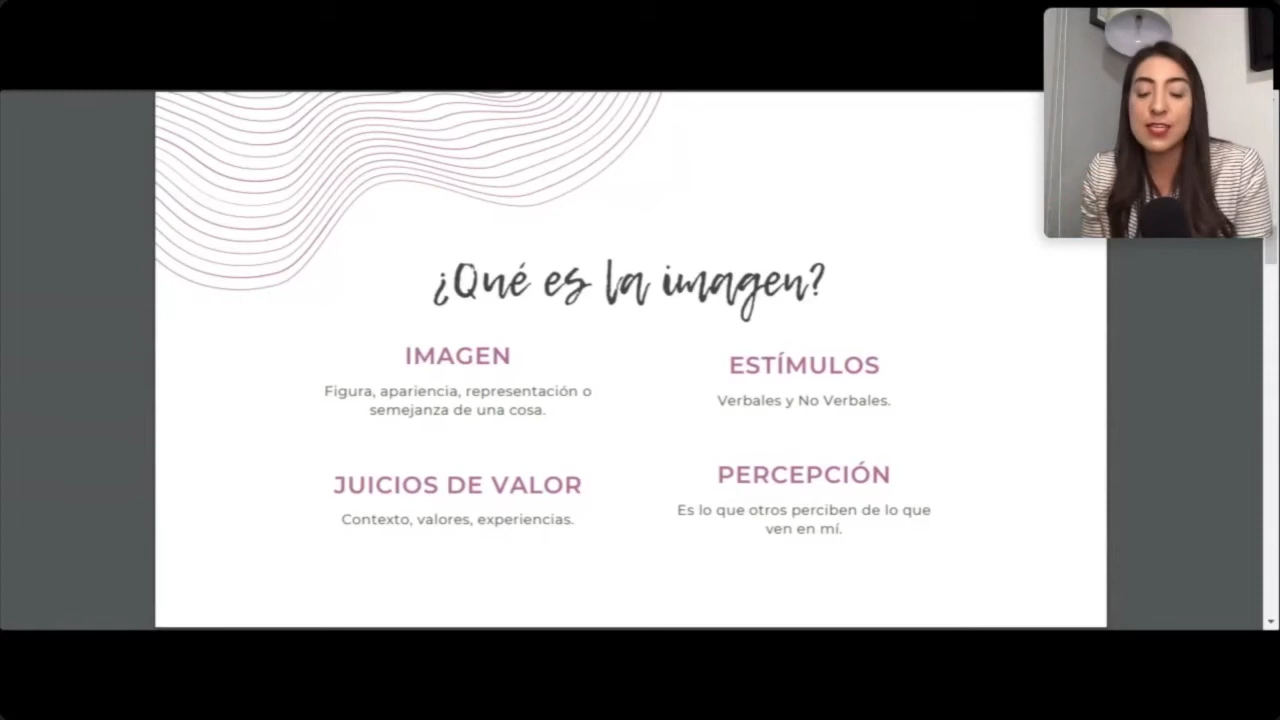 ¿Qué es la imagen?
IMAGEN
Figura, apariencia, representación o
semejanza de una cosa.
ESTÍMULOS
Verbales y No Verbales.
JUICIOS DE VALOR
Contexto, valores, experiencias.
PERCEPCIÓN
Es lo que otros perciben de lo que
ven en mí.